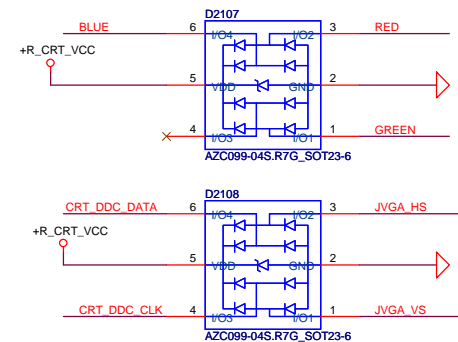 D2107
BLUE 6 I/O4 I/O2 3 RED
+R_CRT_VCC
5 VDD GND 2
4 I/O3 I/O1 1 GREEN
AZC099-04S.R7G_SOT23-6
D2108
CRT_DDC_DATA 6 I/O4 I/O2 3 JVGA_HS
+R_CRT_VCC
5 VDD GND 2
CRT_DDC_CLK 4 I/O3 I/O1 1 JVGA_VS
AZC099-04S.R7G_SOT23-6